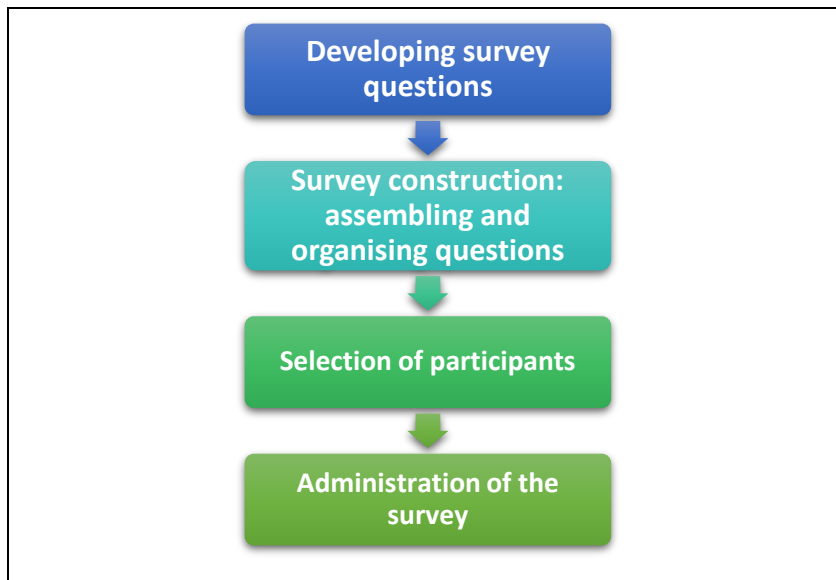 Developing survey
questions
Survey construction:
assembling and
organising questions
Selection of participants
Administration of the
survey